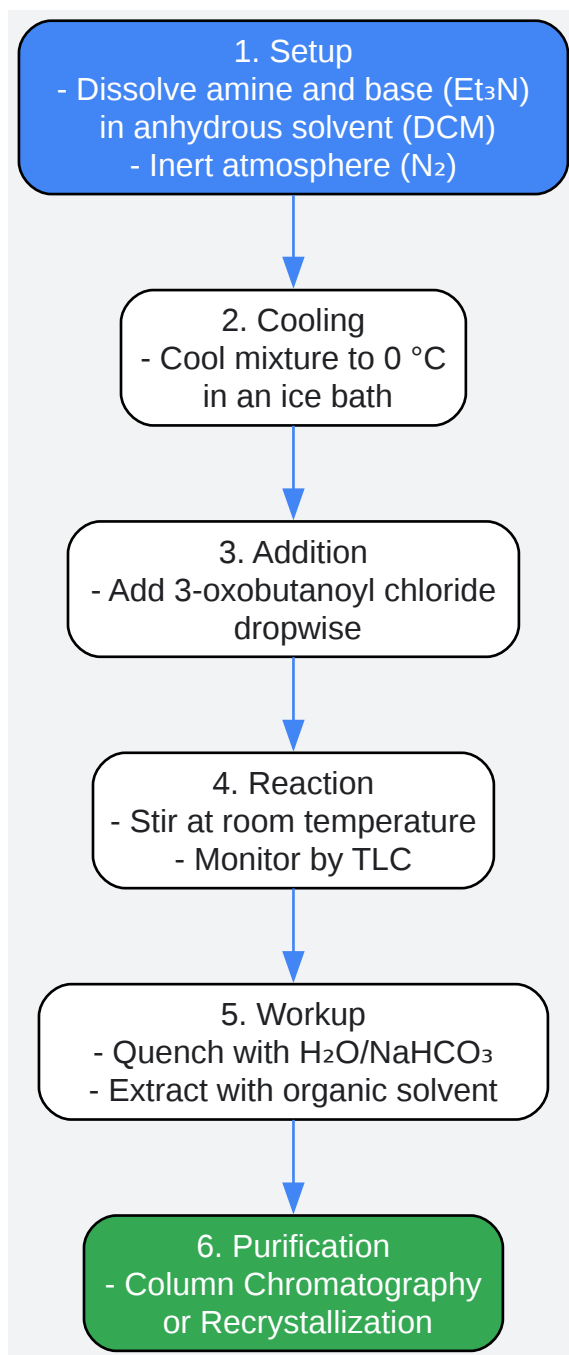 1. Setup
- Dissolve amine and base (Et₃N)
in anhydrous solvent (DCM)
- Inert atmosphere (N₂)
2. Cooling
- Cool mixture to 0 °C
in an ice bath
3. Addition
- Add 3-oxobutanoyl chloride
dropwise
4. Reaction
- Stir at room temperature
- Monitor by TLC
5. Workup
- Quench with H₂O/NaHCO₃
- Extract with organic solvent
6. Purification
- Column Chromatography
or Recrystallization